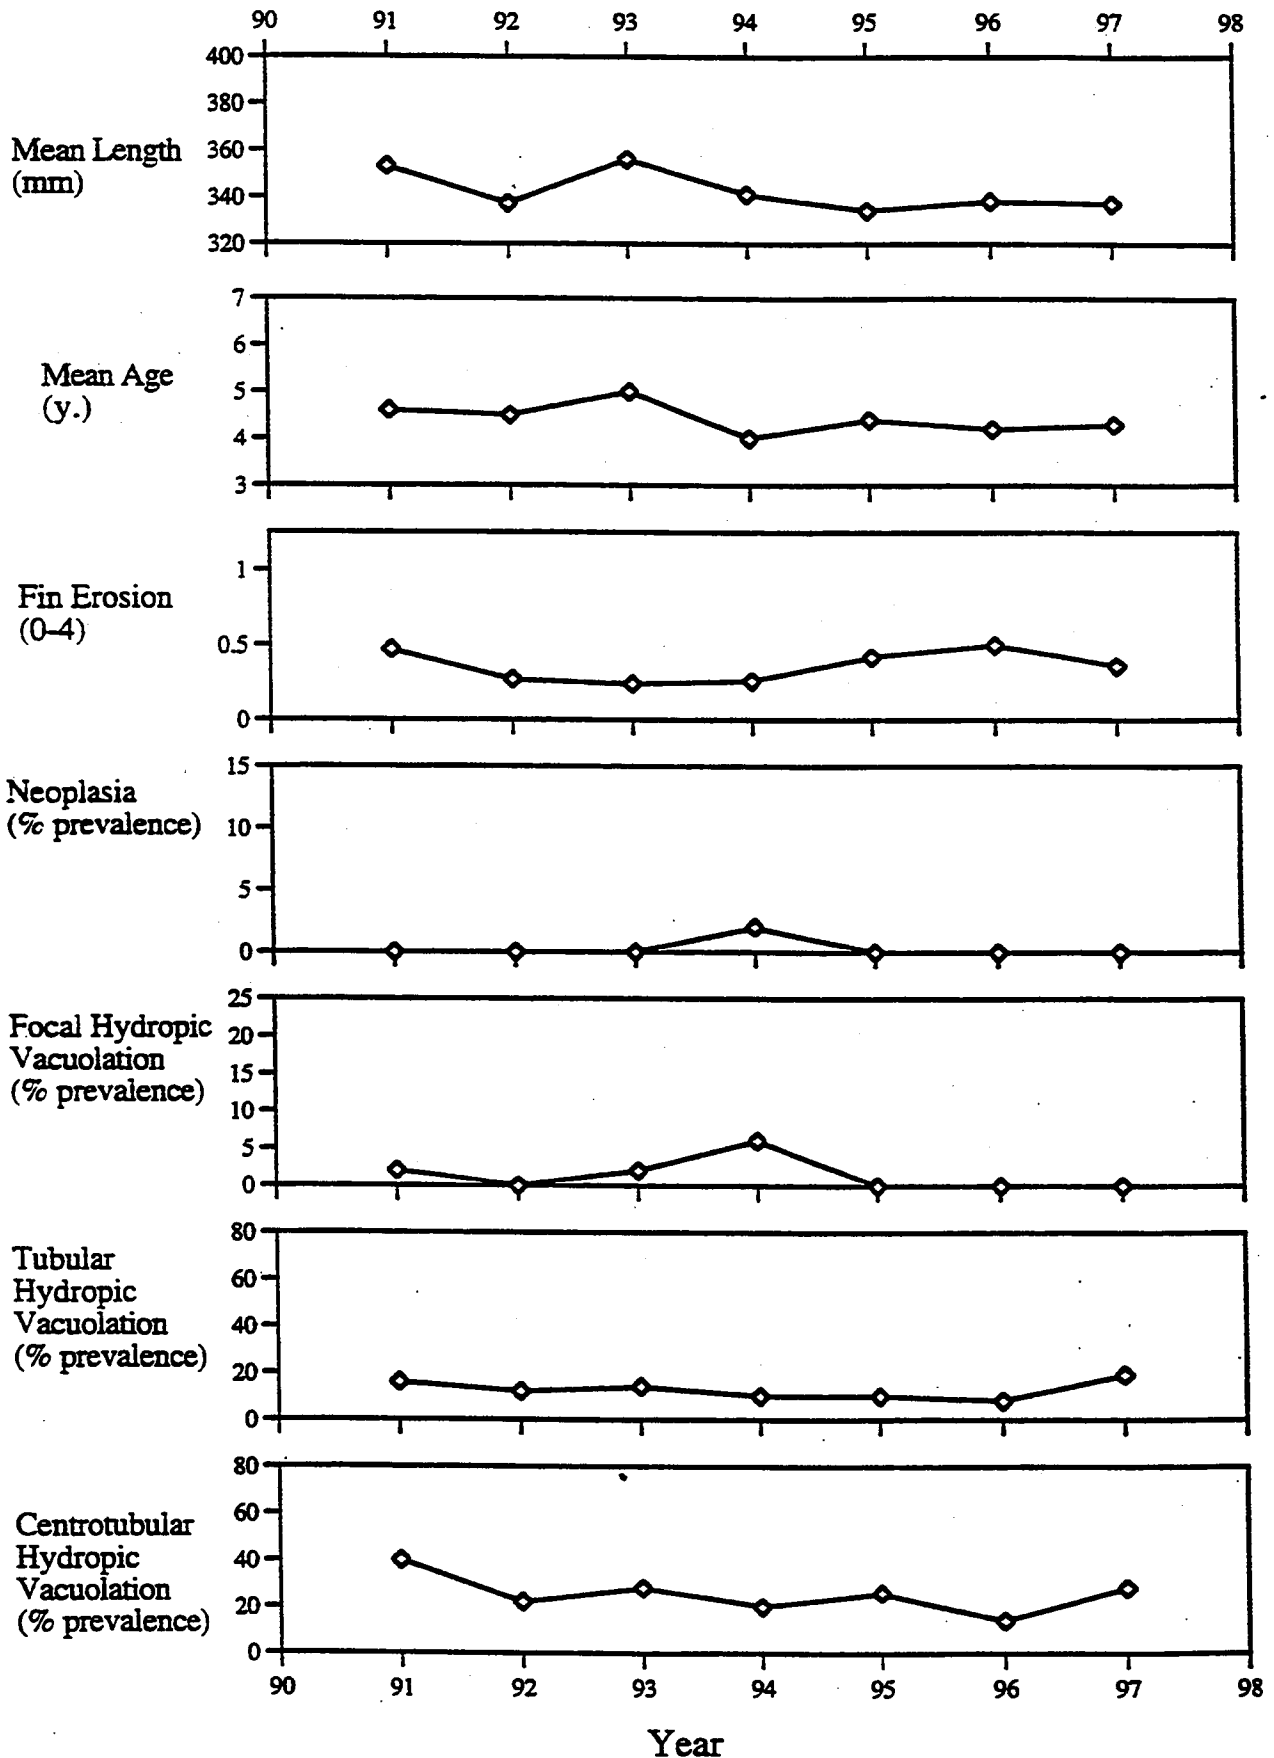 90 91 92 93 94 95 96 97 98
400
380
Mean Length 360
(mm)
340
320
7
6
Mean Age
(y.)
5
4
3
1
Fin Erosion
(0-4)
0.5
0
15
Neoplasia
(% prevalence) 10
5
0
25
Focal Hydropic 20
Vacuolation
(% prevalence)
15
10
5
0
80
Tubular
Hydropic
Vacuolation
(% prevalence)
60
40
20
0
80
60
Centrotubular
Hydropic
Vacuolation
(% prevalence)
40
20
0
90 91 92 93 94 95 96 97 98
Year